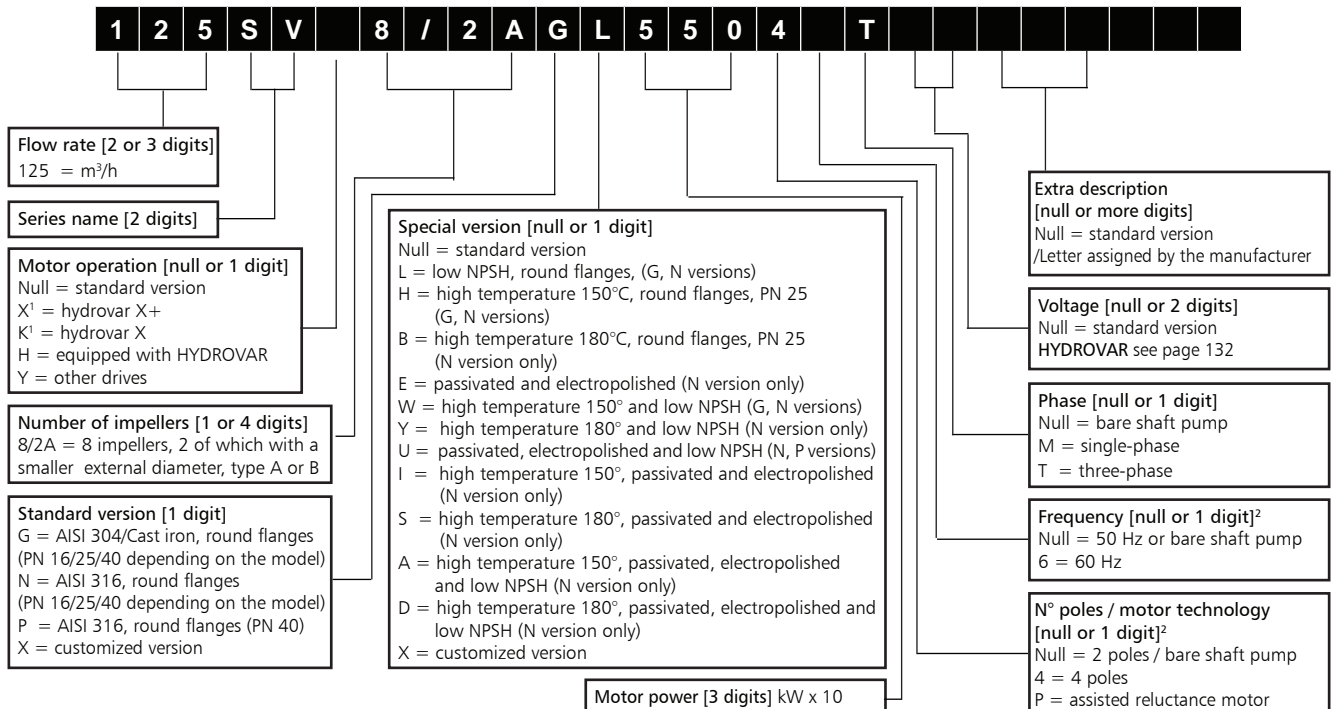 1 2 5 S V 8 / 2 A G L 5 5 0 4 T
Flow rate [2 or 3 digits]
125 = m³/h
Series name [2 digits]
Motor operation [null or 1 digit]
Null = standard version
X¹ = hydrovar X+
K¹ = hydrovar X
H = equipped with HYDROVAR
Y = other drives
Number of impellers [1 or 4 digits]
8/2A = 8 impellers, 2 of which with a
smaller external diameter, type A or B
Standard version [1 digit]
G = AISI 304/Cast iron, round flanges
(PN 16/25/40 depending on the model)
N = AISI 316, round flanges
(PN 16/25/40 depending on the model)
P = AISI 316, round flanges (PN 40)
X = customized version
Special version [null or 1 digit]
Null = standard version
L = low NPSH, round flanges, (G, N versions)
H = high temperature 150°C, round flanges, PN 25
(G, N versions)
B = high temperature 180°C, round flanges, PN 25
(N version only)
E = passivated and electropolished (N version only)
W = high temperature 150° and low NPSH (G, N versions)
Y = high temperature 180° and low NPSH (N version only)
U = passivated, electropolished and low NPSH (N, P versions)
I = high temperature 150°, passivated and electropolished
(N version only)
S = high temperature 180°, passivated and electropolished
(N version only)
A = high temperature 150°, passivated, electropolished
and low NPSH (N version only)
D = high temperature 180°, passivated, electropolished and
low NPSH (N version only)
X = customized version
Motor power [3 digits] kW x 10
Extra description
[null or more digits]
Null = standard version
/Letter assigned by the manufacturer
Voltage [null or 2 digits]
Null = standard version
HYDROVAR see page 132
Phase [null or 1 digit]
Null = bare shaft pump
M = single-phase
T = three-phase
Frequency [null or 1 digit]²
Null = 50 Hz or bare shaft pump
6 = 60 Hz
N° poles / motor technology
[null or 1 digit]²
Null = 2 poles / bare shaft pump
4 = 4 poles
P = assisted reluctance motor